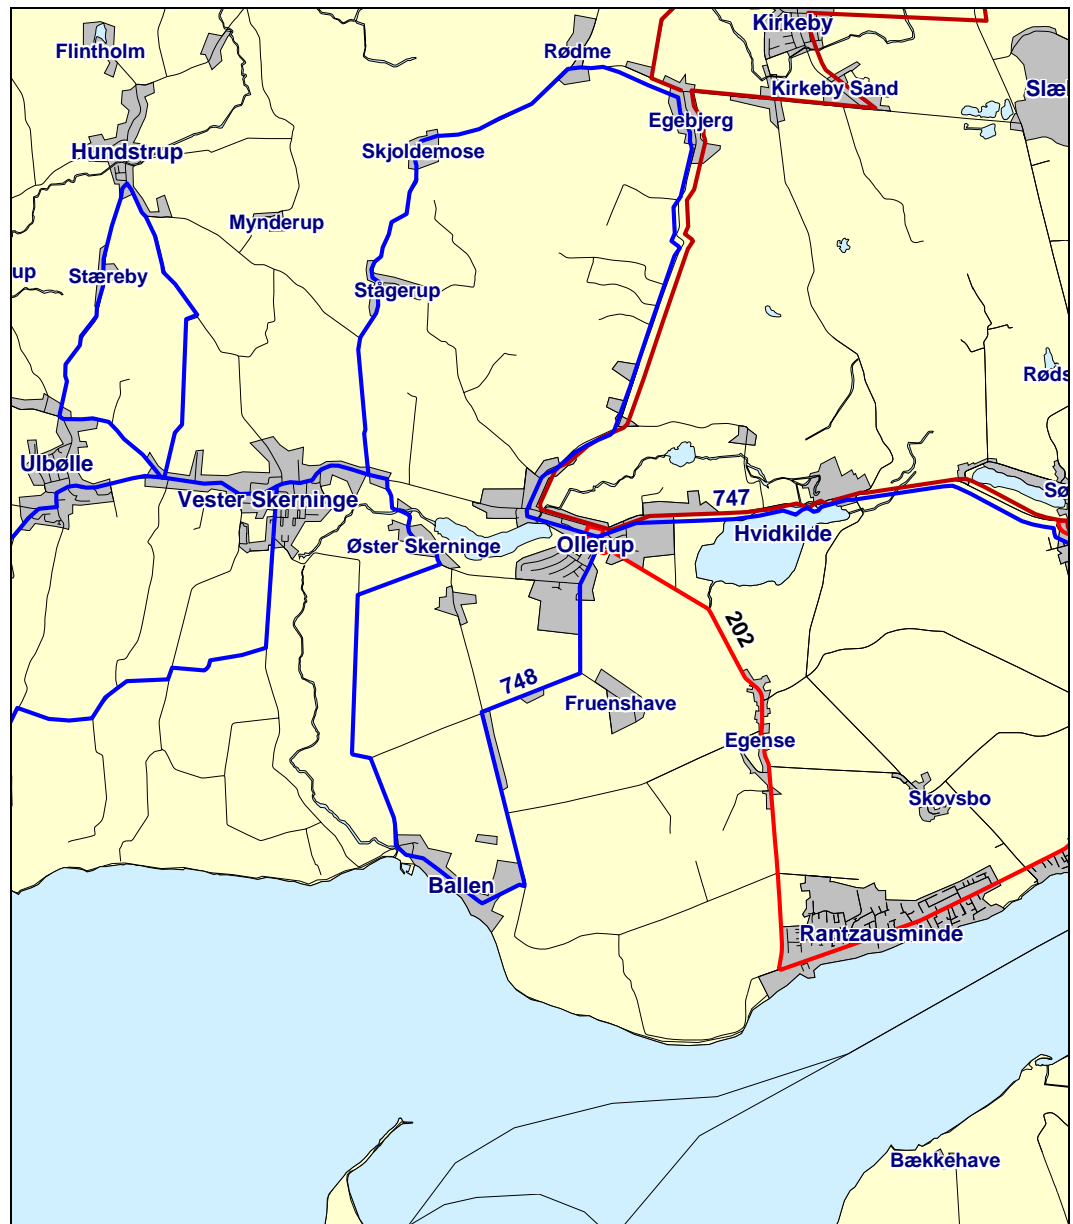 Kirkeby
Flintholm
Rødme
Kirkeby Sand
Egebjerg
Hundstrup
Skjoldemose
Mynderup
up
Stæreby
Stågerup
Ulbølle
Vester Skerninge
747
Øster Skerninge
Ollerup
Hvidkilde
202
748
Fruenshave
Egense
Skovsbo
Ballen
Rantzausminde
Bækkehave